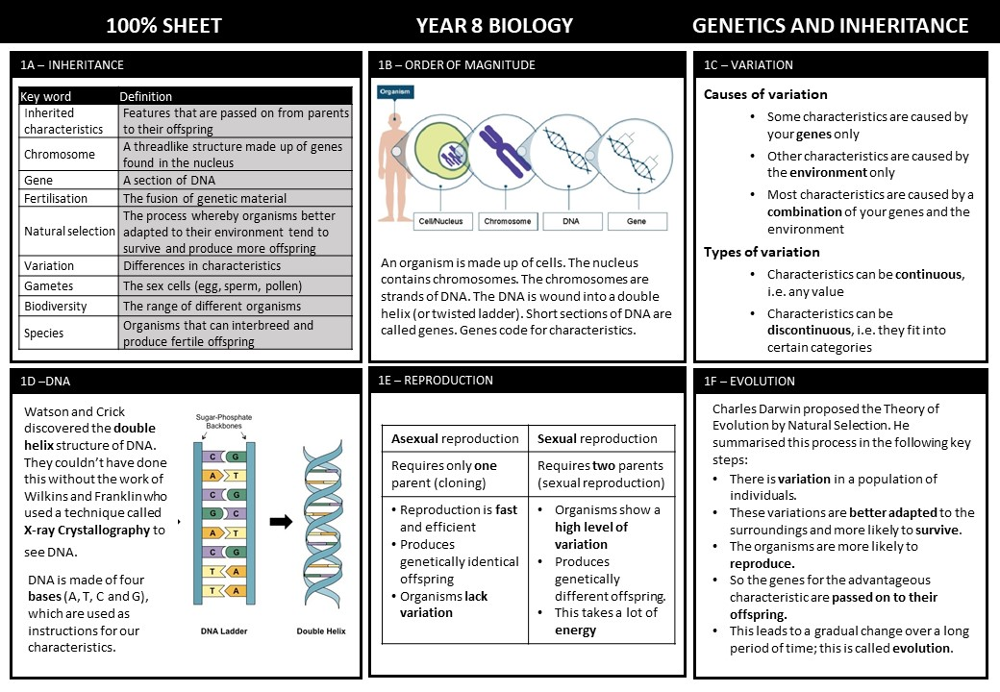 100% SHEET
YEAR 8 BIOLOGY
GENETICS AND INHERITANCE
1A – INHERITANCE
Key word
Definition
Inherited
characteristics
Features that are passed on from parents
to their offspring
Chromosome
A threadlike structure made up of genes
found in the nucleus
Gene
A section of DNA
Fertilisation
The fusion of genetic material
Natural selection
The process whereby organisms better
adapted to their environment tend to
survive and produce more offspring
Variation
Differences in characteristics
Gametes
The sex cells (egg, sperm, pollen)
Biodiversity
The range of different organisms
Species
Organisms that can interbreed and
produce fertile offspring
1B – ORDER OF MAGNITUDE
Organism
Cell/Nucleus
Chromosome
DNA
Gene
An organism is made up of cells. The nucleus
contains chromosomes. The chromosomes are
strands of DNA. The DNA is wound into a double
helix (or twisted ladder). Short sections of DNA are
called genes. Genes code for characteristics.
1C – VARIATION
Causes of variation
• Some characteristics are caused by
your genes only
• Other characteristics are caused by
the environment only
• Most characteristics are caused by a
combination of your genes and the
environment
Types of variation
• Characteristics can be continuous,
i.e. any value
• Characteristics can be
discontinuous, i.e. they fit into
certain categories
1D –DNA
Watson and Crick
discovered the double
helix structure of DNA.
They couldn't have done
this without the work of
Wilkins and Franklin who
used a technique called
X-ray Crystallography to
see DNA.
DNA is made of four
bases (A, T, C and G),
which are used as
instructions for our
characteristics.
Sugar-Phosphate
Backbones
C G
A T
C G
G C
A T
C G
T A
T A
DNA Ladder
Double Helix
1E – REPRODUCTION
Asexual reproduction
Sexual reproduction
Requires only one
parent (cloning)
Requires two parents
(sexual reproduction)
• Reproduction is fast
and efficient
• Produces
genetically identical
offspring
• Organisms lack
variation
• Organisms show a
high level of
variation
• Produces
genetically
different offspring.
• This takes a lot of
energy
1F – EVOLUTION
Charles Darwin proposed the Theory of
Evolution by Natural Selection. He
summarised this process in the following key
steps:
• There is variation in a population of
individuals.
• These variations are better adapted to the
surroundings and more likely to survive.
• The organisms are more likely to
reproduce.
• So the genes for the advantageous
characteristic are passed on to their
offspring.
• This leads to a gradual change over a long
period of time; this is called evolution.